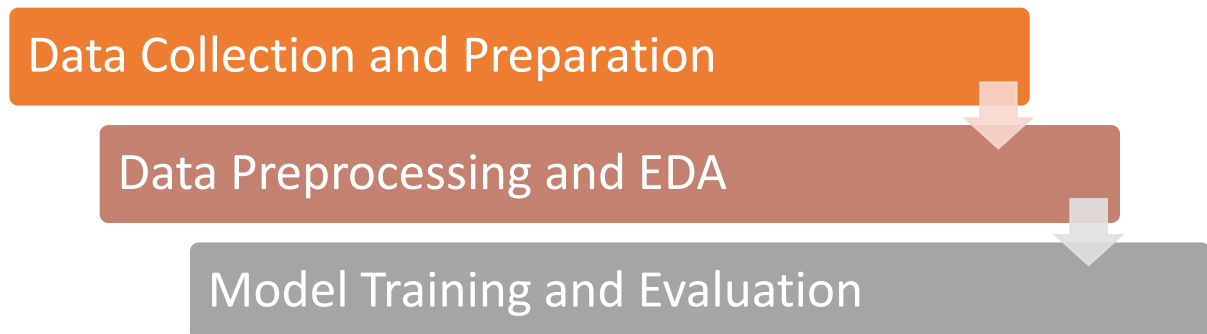 Data Collection and Preparation
Data Preprocessing and EDA
Model Training and Evaluation